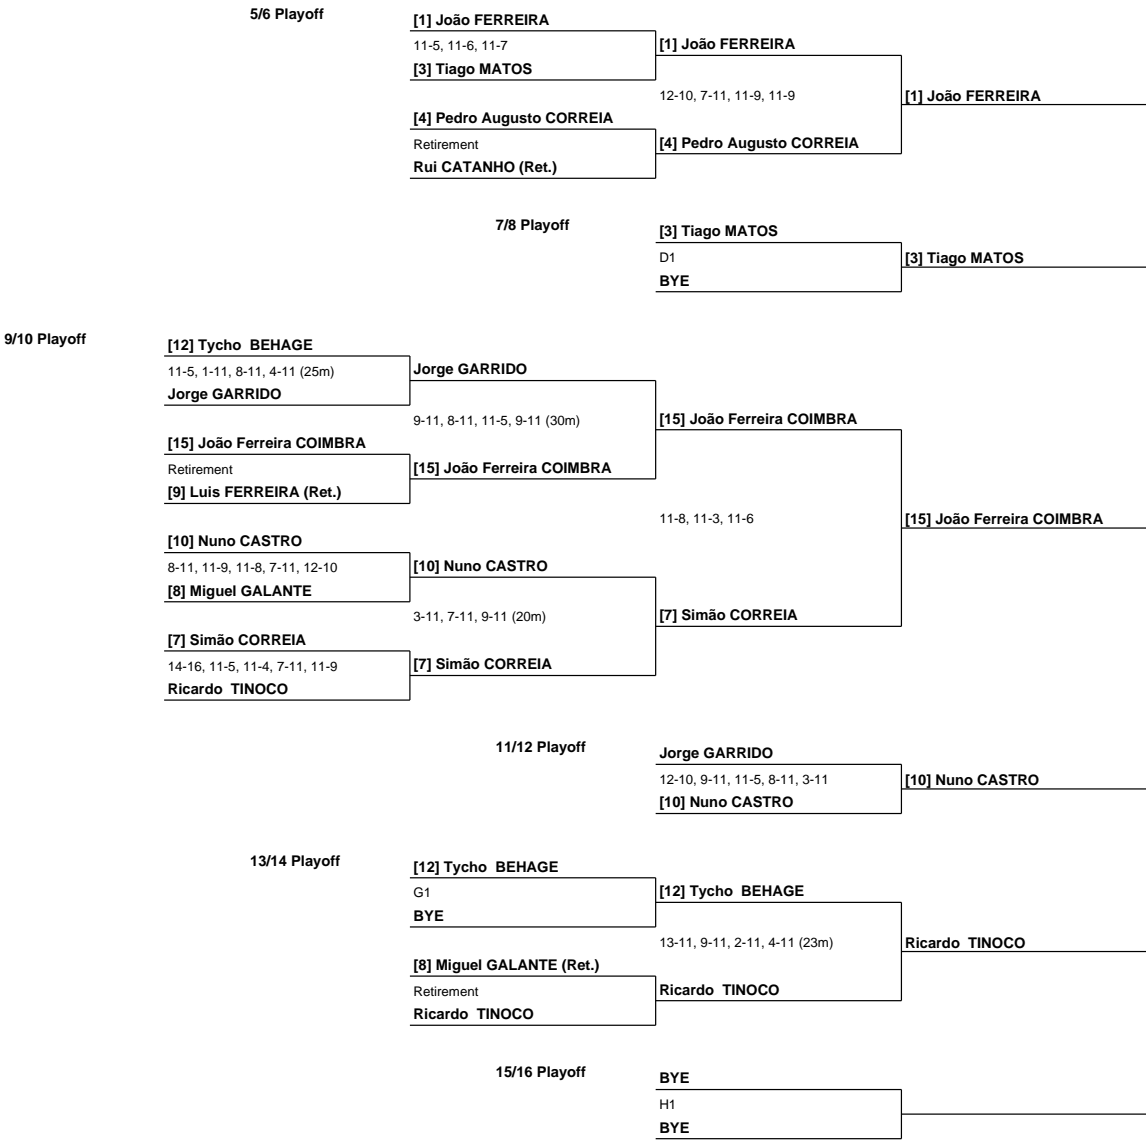 5/6 Playoff
[1] João FERREIRA
11-5, 11-6, 11-7
[1] João FERREIRA
[3] Tiago MATOS
12-10, 7-11, 11-9, 11-9
[1] João FERREIRA
[4] Pedro Augusto CORREIA
Retirement
[4] Pedro Augusto CORREIA
Rui CATANHO (Ret.)
7/8 Playoff
[3] Tiago MATOS
D1
[3] Tiago MATOS
BYE
9/10 Playoff
[12] Tycho BEHAGE
11-5, 1-11, 8-11, 4-11 (25m)
Jorge GARRIDO
Jorge GARRIDO
9-11, 8-11, 11-5, 9-11 (30m)
[15] João Ferreira COIMBRA
[15] João Ferreira COIMBRA
Retirement
[15] João Ferreira COIMBRA
[9] Luis FERREIRA (Ret.)
11-8, 11-3, 11-6
[15] João Ferreira COIMBRA
[10] Nuno CASTRO
8-11, 11-9, 11-8, 7-11, 12-10
[10] Nuno CASTRO
[8] Miguel GALANTE
3-11, 7-11, 9-11 (20m)
[7] Simão CORREIA
[7] Simão CORREIA
14-16, 11-5, 11-4, 7-11, 11-9
[7] Simão CORREIA
Ricardo TINOCO
11/12 Playoff
Jorge GARRIDO
12-10, 9-11, 11-5, 8-11, 3-11
[10] Nuno CASTRO
[10] Nuno CASTRO
13/14 Playoff
[12] Tycho BEHAGE
G1
[12] Tycho BEHAGE
BYE
13-11, 9-11, 2-11, 4-11 (23m)
Ricardo TINOCO
[8] Miguel GALANTE (Ret.)
Retirement
Ricardo TINOCO
Ricardo TINOCO
15/16 Playoff
BYE
H1
BYE